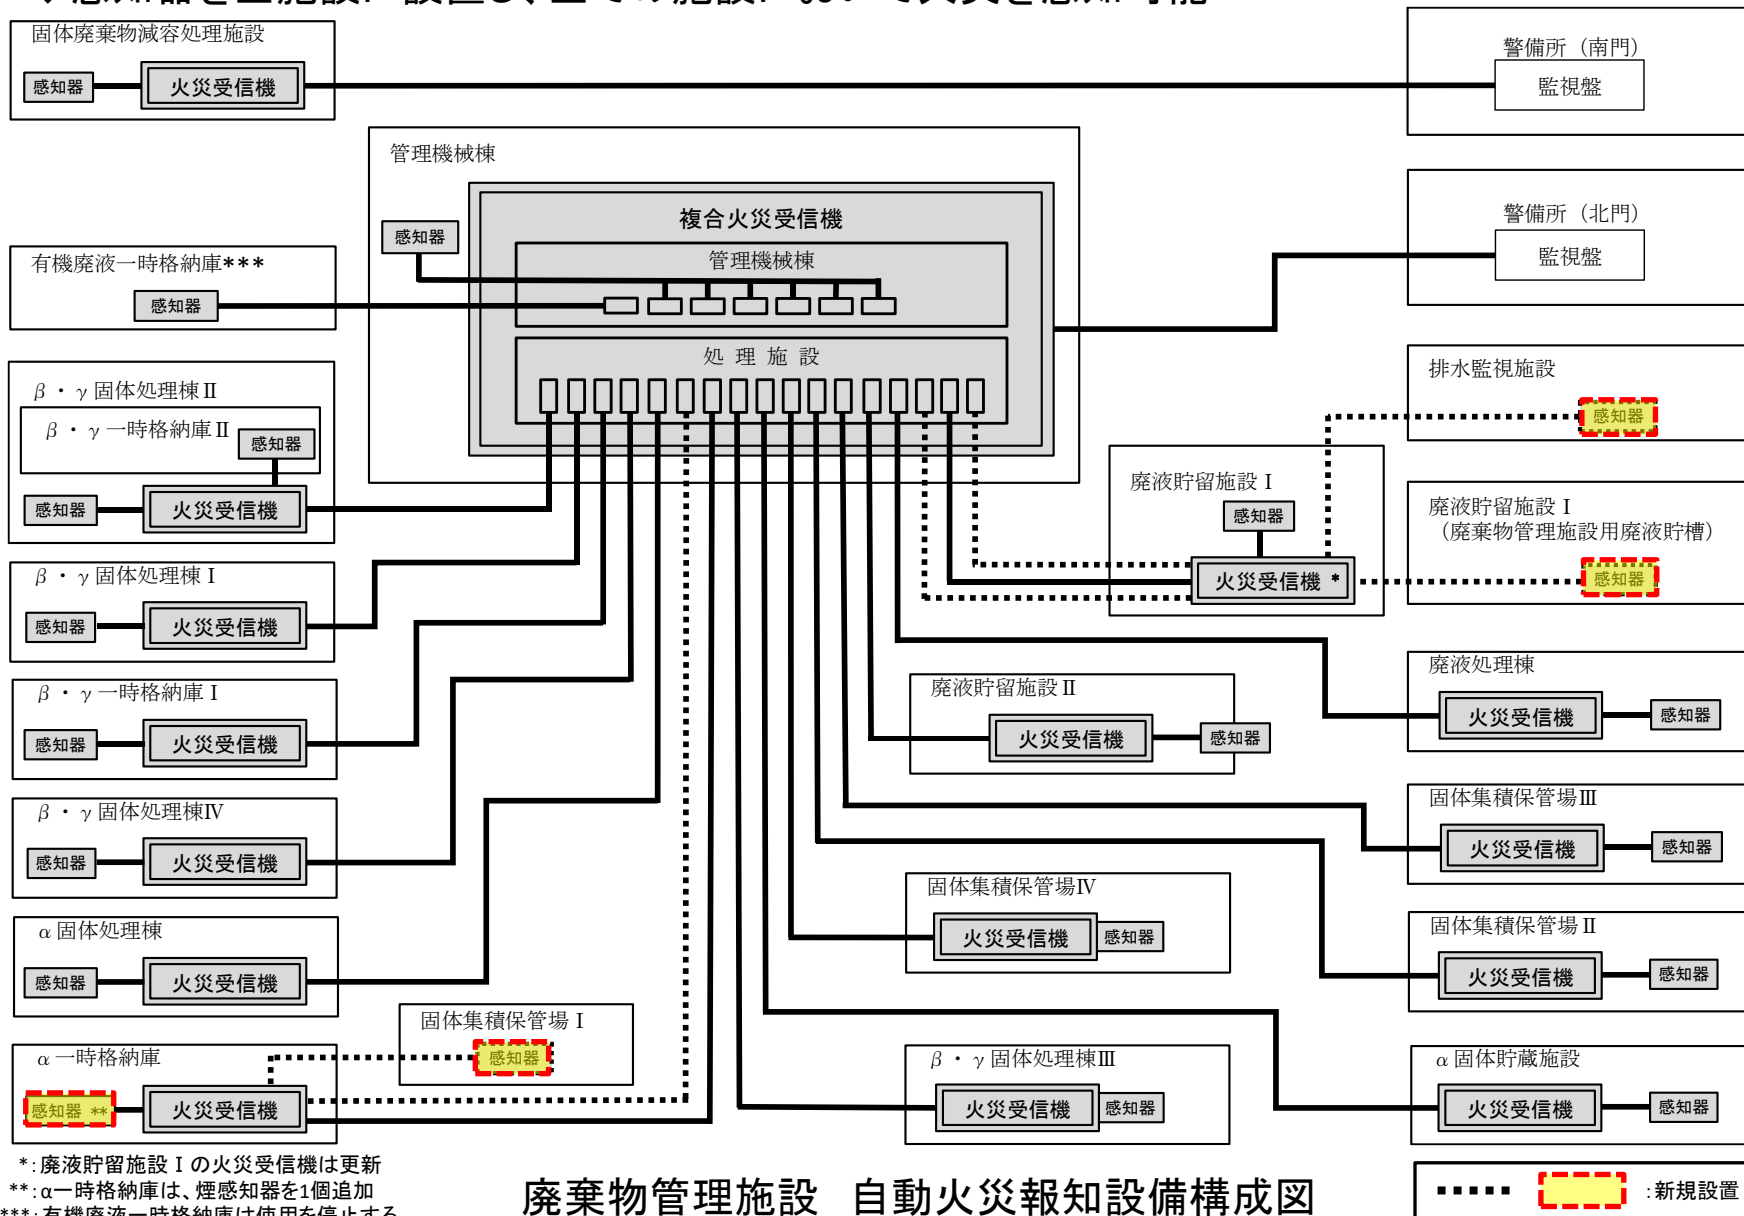 固体廃棄物減容処理施設
感知器
火災受信機
警備所（南門）
監視盤
管理機械棟
感知器
複合火災受信機
管理機械棟
処 理 施 設
警備所（北門）
監視盤
有機廃液一時格納庫***
感知器
β・γ固体処理棟Ⅱ
β・γ一時格納庫Ⅱ
感知器
感知器
火災受信機
排水監視施設
感知器
廃液貯留施設Ⅰ
感知器
火災受信機 *
廃液貯留施設Ⅰ
（廃棄物管理施設用廃液貯槽）
感知器
β・γ固体処理棟Ⅰ
感知器
火災受信機
廃液処理棟
火災受信機
感知器
β・γ一時格納庫Ⅰ
感知器
火災受信機
廃液貯留施設Ⅱ
火災受信機
感知器
β・γ固体処理棟Ⅳ
感知器
火災受信機
固体集積保管場Ⅲ
火災受信機
感知器
固体集積保管場Ⅳ
火災受信機
感知器
α固体処理棟
感知器
火災受信機
固体集積保管場Ⅱ
火災受信機
感知器
固体集積保管場Ⅰ
感知器
α一時格納庫
感知器 **
火災受信機
β・γ固体処理棟Ⅲ
火災受信機
感知器
α固体貯蔵施設
火災受信機
感知器
*：廃液貯留施設Ⅰの火災受信機は更新
**：α一時格納庫は、煙感知器を1個追加
***：有機廃液一時格納庫は使用を停止する
廃棄物管理施設 自動火災報知設備構成図
：新規設置